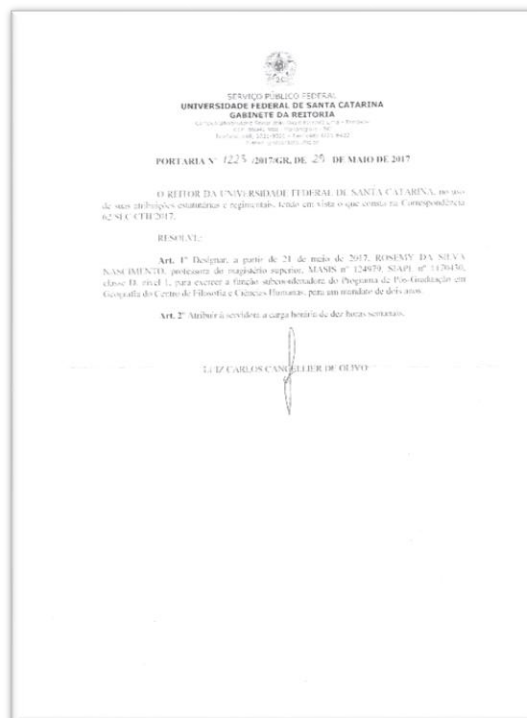 SERVIÇO PÚBLICO FEDERAL
UNIVERSIDADE FEDERAL DE SANTA CATARINA
GABINETE DA REITORIA
PORTARIA Nº 1225 /2017/GR, DE DE MAIO DE 2017
O REITOR DA UNIVERSIDADE FEDERAL DE SANTA CATARINA, no uso
de suas atribuições estatutárias e regimentais, tendo em vista o que consta na Correspondência
62/SEC/CFH/2017,
RESOLVE:
Art. 1º Designar, a partir de 21 de maio de 2017, ROSEMY DA SILVA
NASCIMENTO, professora do magistério superior, MASIS nº SIAPE nº
classe D, nível 1, para exercer a função subcoordenadora do Programa de Pós-Graduação em
Geografia do Centro de Filosofia e Ciências Humanas, para um mandato de dois anos.
Art. 2º Atribuir à servidora a carga horária de dez horas semanais.
LUIZ CARLOS CANCELLIER DE OLIVO